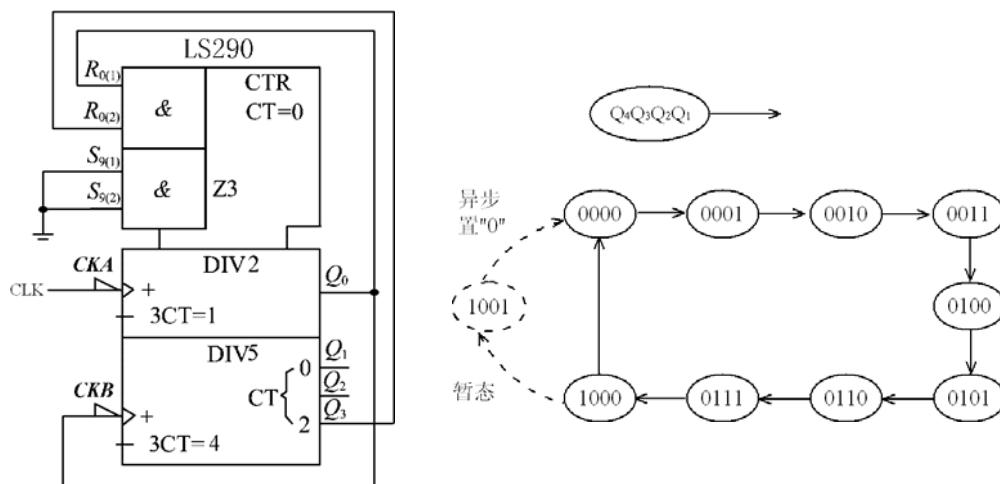 LS290
R0(1)
R0(2)
S9(1)
S9(2)
&
&
CTR
CT=0
Z3
CKA
CLK
+
DIV2
3CT=1
Q0
CKB
+
DIV5
3CT=4
CT { 0
2
Q1
Q2
Q3
Q4Q3Q2Q1
异步
置"0"
0000
0001
0010
0011
1001
0100
暂态
1000
0111
0110
0101